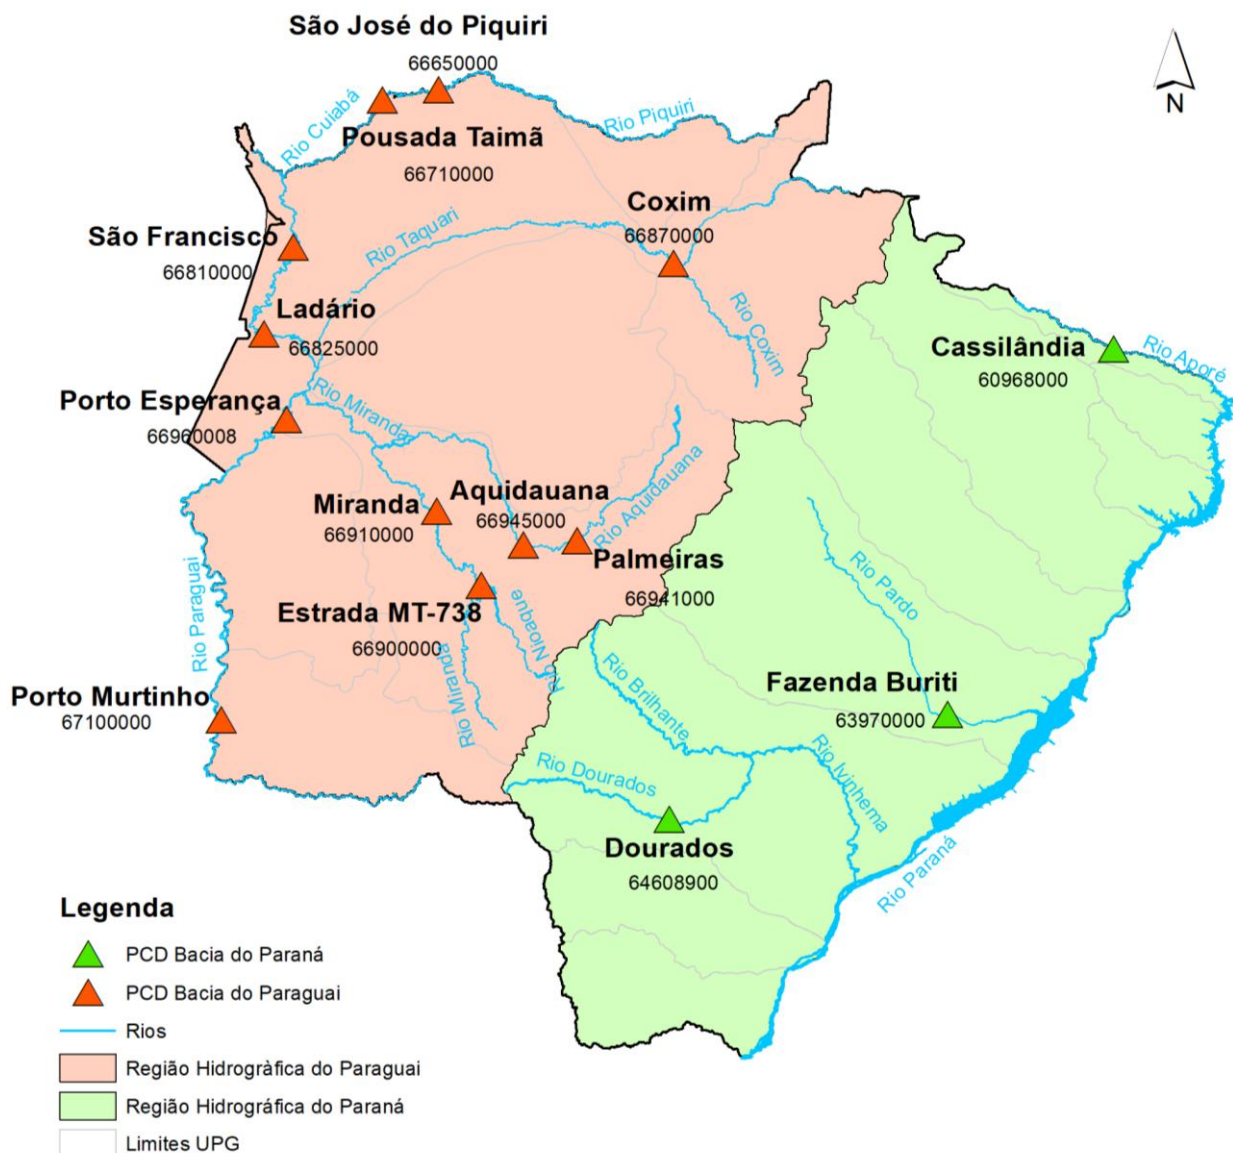 São José do Piquiri
66650000
N
Rio Cuiabá
Rio Piquiri
Pousada Taimã
66710000
Coxim
66870000
São Francisco
66810000
Rio Taquari
Ladário
66825000
Rio Coxim
Cassilândia
60968000
Rio Aporé
Porto Esperança
66960008
Rio Miranda
Miranda
66910000
Aquidauana
66945000
Rio Aquidauana
Palmeiras
66941000
Rio Paraguai
Estrada MT-738
66900000
Rio Nioaque
Rio Miranda
Rio Pardo
Porto Murtinho
67100000
Rio Brilhante
Fazenda Buriti
63970000
Rio Dourados
Rio Ivinhema
Dourados
64608900
Rio Paraná
Legenda
PCD Bacia do Paraná
PCD Bacia do Paraguai
Rios
Região Hidrogràfica do Paraguai
Região Hidrográfica do Paraná
Limites UPG